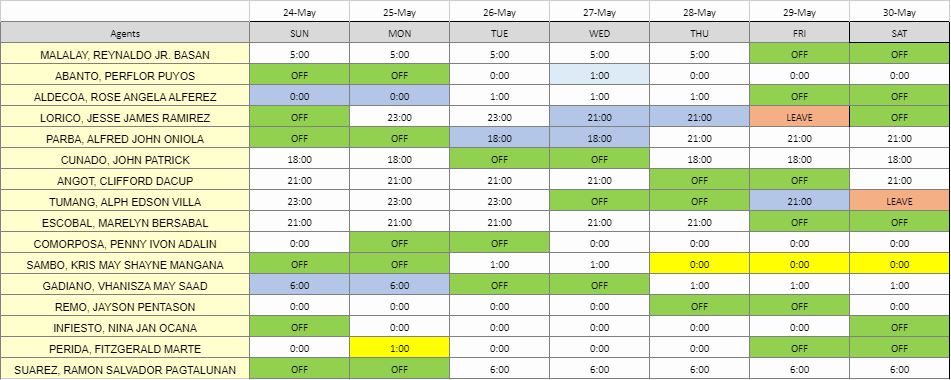 24-May 25-May 26-May 27-May 28-May 29-May 30-May
Agents SUN MON TUE WED THU FRI SAT
MALALAY, REYNALDO JR. BASAN 5:00 5:00 5:00 5:00 5:00 OFF OFF
ABANTO, PERFLOR PUYOS OFF OFF 0:00 1:00 0:00 0:00 0:00
ALDECOA, ROSE ANGELA ALFEREZ 0:00 0:00 1:00 1:00 1:00 OFF OFF
LORICO, JESSE JAMES RAMIREZ OFF 23:00 23:00 21:00 21:00 LEAVE OFF
PARBA, ALFRED JOHN ONIOLA OFF OFF 18:00 18:00 21:00 21:00 21:00
CUNADO, JOHN PATRICK 18:00 18:00 OFF OFF 18:00 18:00 18:00
ANGOT, CLIFFORD DACUP 21:00 21:00 21:00 21:00 OFF OFF 21:00
TUMANG, ALPH EDSON VILLA 23:00 23:00 23:00 OFF OFF 21:00 LEAVE
ESCOBAL, MARELYN BERSABAL 21:00 21:00 21:00 21:00 21:00 OFF OFF
COMORPOSA, PENNY IVON ADALIN 0:00 OFF OFF 0:00 0:00 0:00 0:00
SAMBO, KRIS MAY SHAYNE MANGANA OFF OFF 1:00 1:00 0:00 0:00 0:00
GADIANO, VHANISZA MAY SAAD 6:00 6:00 OFF OFF 1:00 1:00 1:00
REMO, JAYSON PENTASON 0:00 0:00 0:00 0:00 OFF OFF 0:00
INFIESTO, NINA JAN OCANA OFF 0:00 0:00 0:00 0:00 0:00 OFF
PERIDA, FITZGERALD MARTE 0:00 1:00 0:00 0:00 0:00 OFF OFF
SUAREZ, RAMON SALVADOR PAGTALUNAN OFF OFF 6:00 6:00 6:00 6:00 6:00